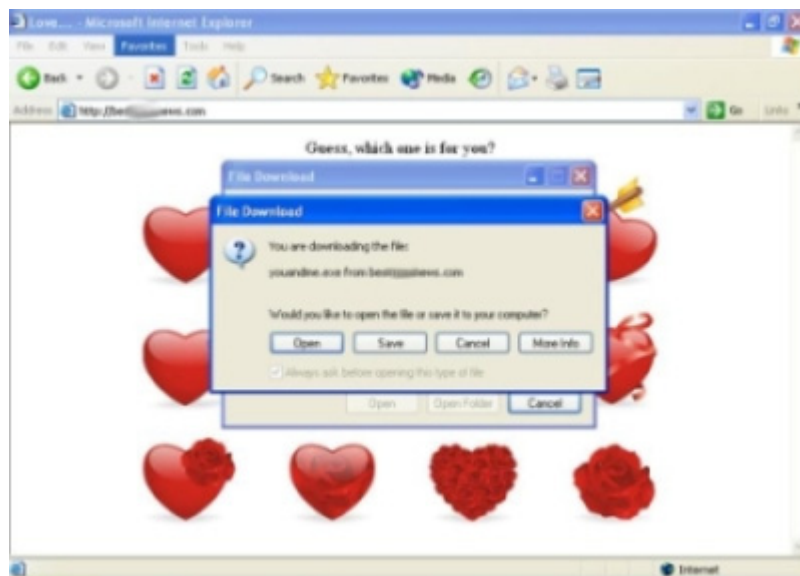 Love... - Microsoft Internet Explorer
File Edit View Favorites Tools Help
Back Search Favorites Media
Address Go Links
Guess, which one is for you?
File Download
File Download
You are downloading the file:
youandme.exe from
Would you like to open the file or save it to your computer?
Open Save Cancel More Info
Always ask before opening this type of file
Open Open Folder Cancel
Internet